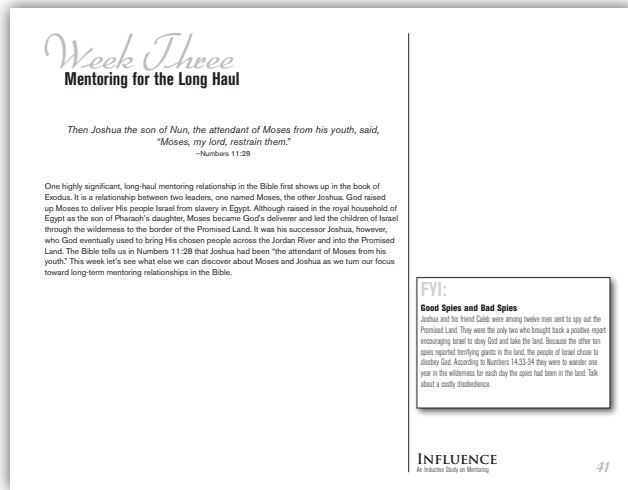 Week Three
Mentoring for the Long Haul
Then Joshua the son of Nun, the attendant of Moses from his youth, said,
“Moses, my lord, restrain them.”
–Numbers 11:28
One highly significant, long-haul mentoring relationship in the Bible first shows up in the book of
Exodus. It is a relationship between two leaders, one named Moses, the other Joshua. God raised
up Moses to deliver His people Israel from slavery in Egypt. Although raised in the royal household of
Egypt as the son of Pharaoh’s daughter, Moses became God’s deliverer and led the children of Israel
through the wilderness to the border of the Promised Land. It was his successor Joshua, however,
who God eventually used to bring His chosen people across the Jordan River and into the Promised
Land. The Bible tells us in Numbers 11:28 that Joshua had been “the attendant of Moses from his
youth.” This week let’s see what else we can discover about Moses and Joshua as we turn our focus
toward long-term mentoring relationships in the Bible.
FYI:
Good Spies and Bad Spies
Joshua and his friend Caleb were among twelve men sent to spy out the
Promised Land. They were the only two who brought back a positive report
encouraging Israel to obey God and take the land. Because the other ten
spies reported terrifying giants in the land, the people of Israel chose to
disobey God. According to Numbers 14:33-34 they were to wander one
year in the wilderness for each day the spies had been in the land. Talk
about a costly disobedience.
INFLUENCE
An Inductive Study on Mentoring
41